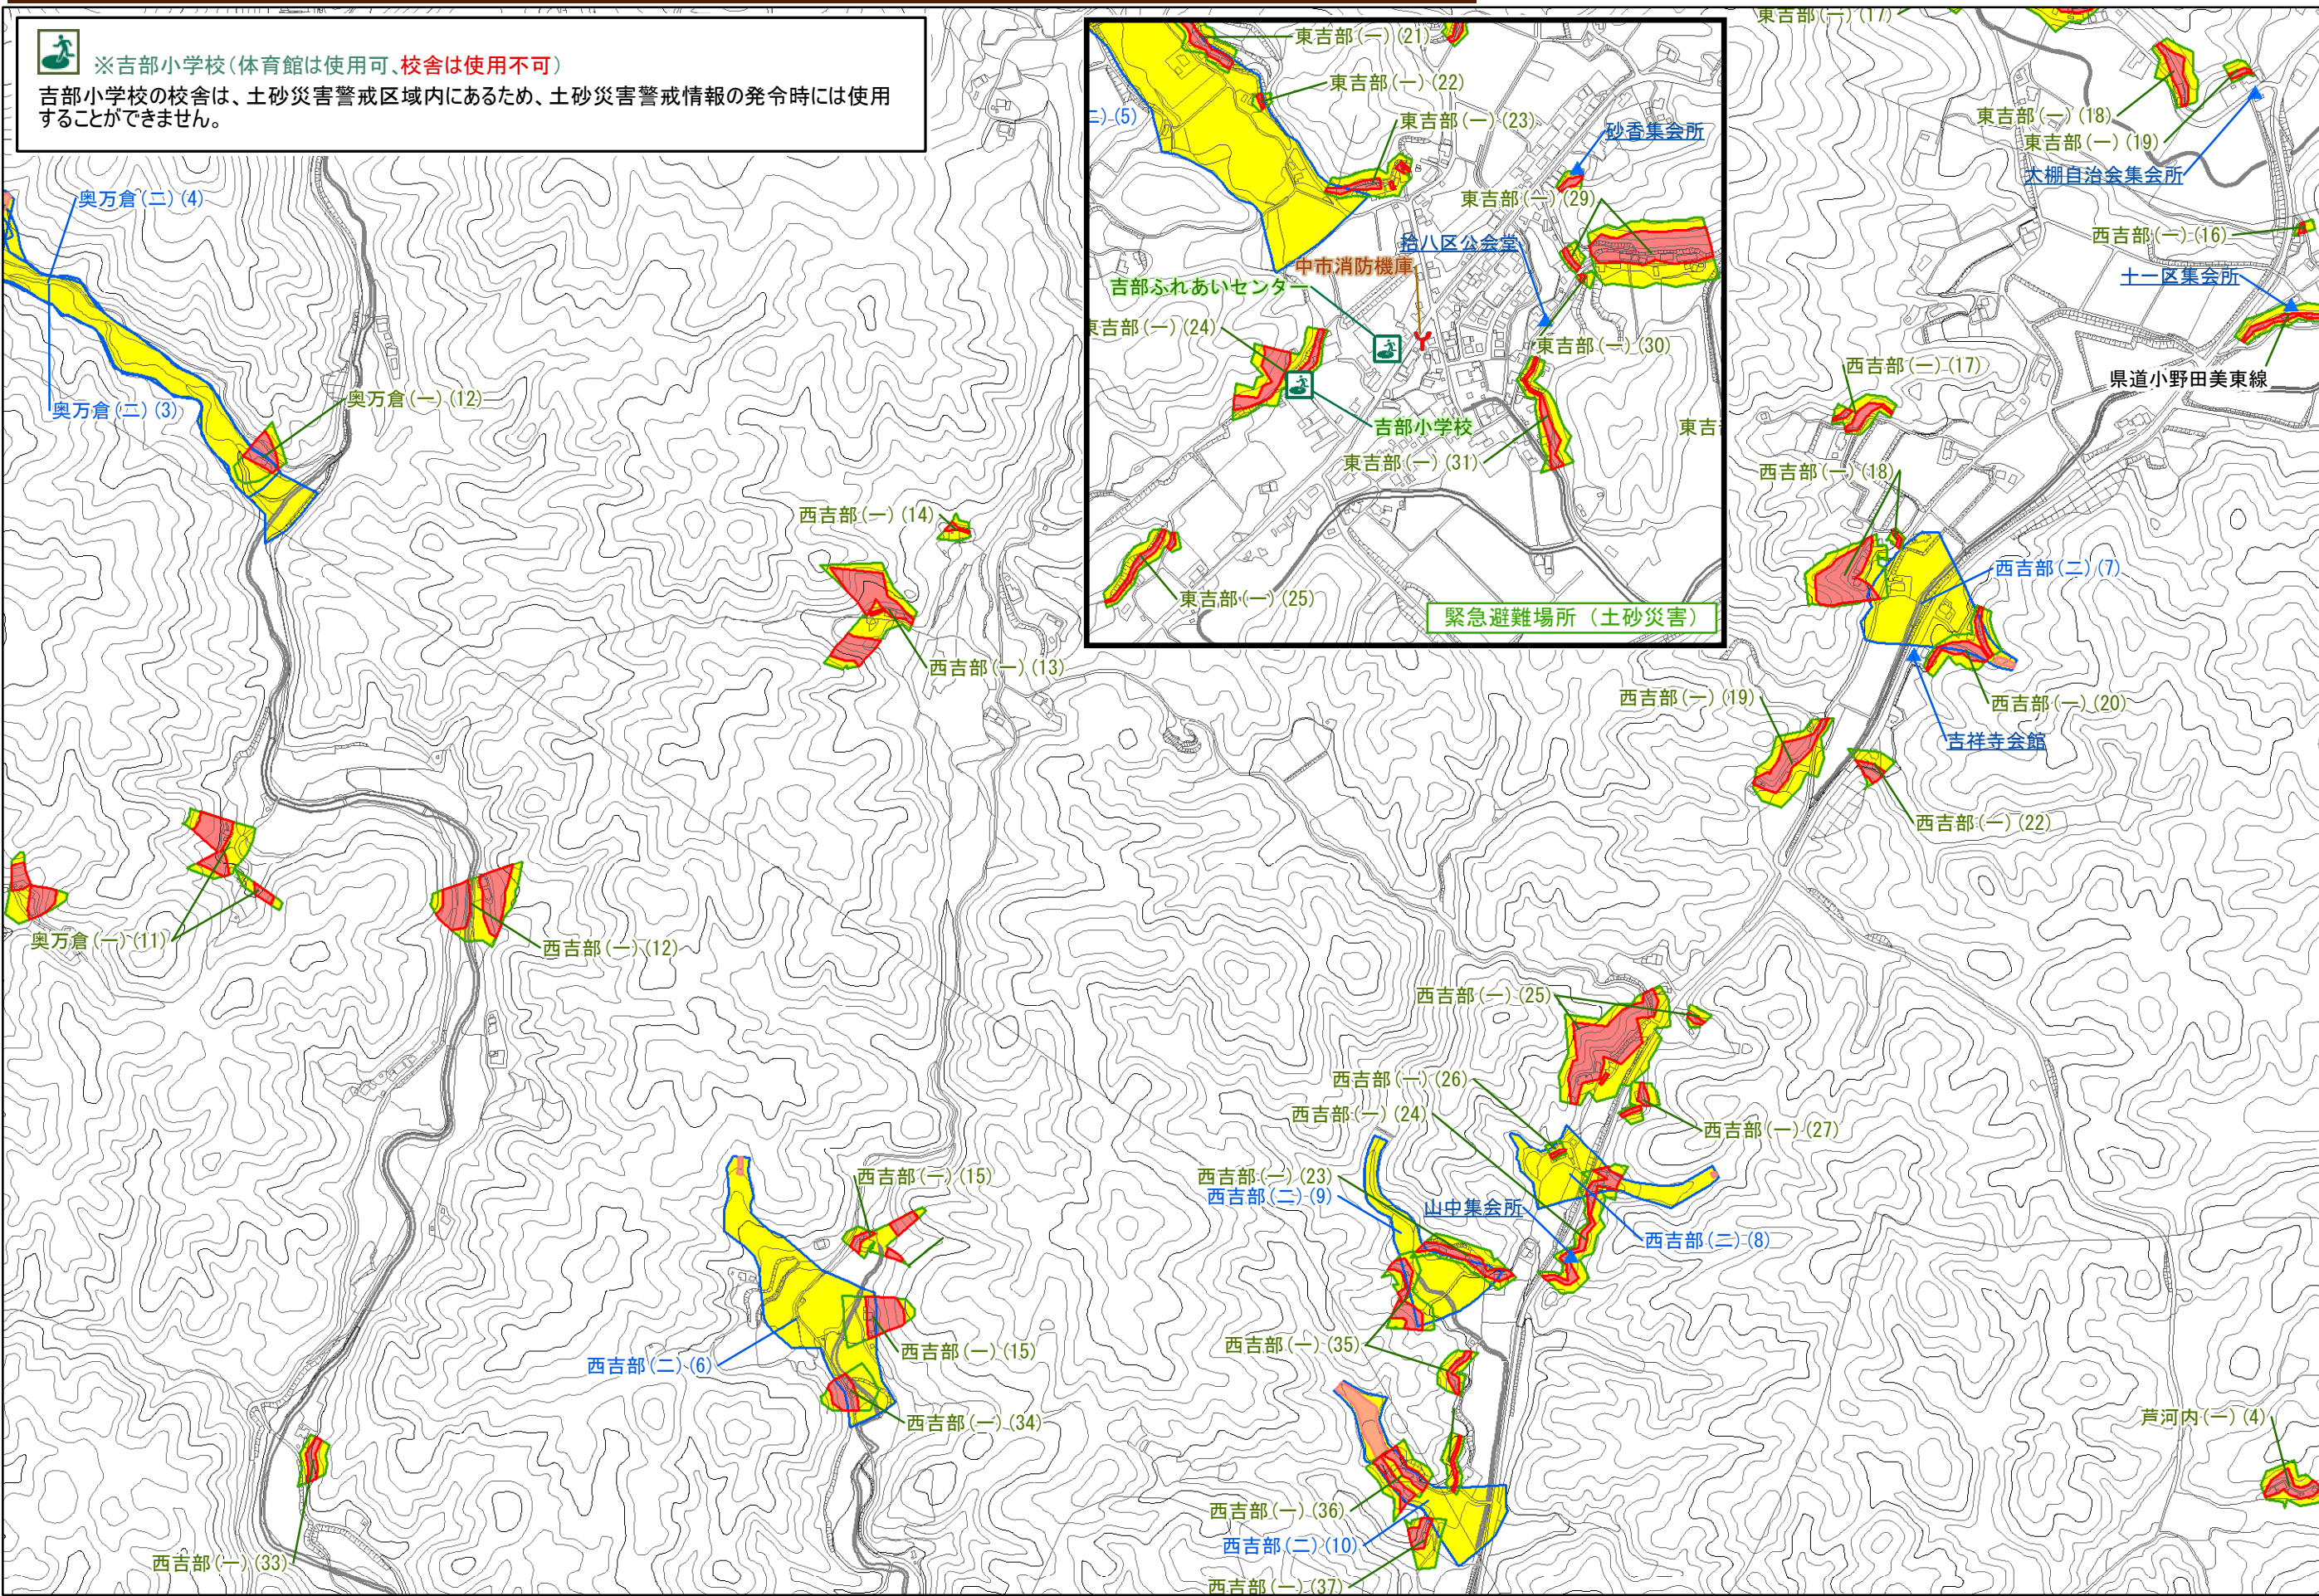 ※吉部小学校(体育館は使用可、校舎は使用不可)
吉部小学校の校舎は、土砂災害警戒区域内にあるため、土砂災害警戒情報の発令時には使用
することができません。
奥万倉(二)(4)
奥万倉(二)(3)
奥万倉(一)(12)
西吉部(一)(14)
西吉部(一)(13)
奥万倉(一)(11)
西吉部(一)(12)
西吉部(一)(15)
西吉部(二)(6)
西吉部(一)(15)
西吉部(一)(34)
西吉部(一)(33)
東吉部(一)(21)
東吉部(一)(22)
二)(5)
東吉部(一)(23)
砂香集会所
東吉部(一)(29)
拾八区公会堂
中市消防機庫
吉部ふれあいセンター
東吉部(一)(24)
東吉部(一)(30)
吉部小学校
東吉
東吉部(一)(31)
東吉部(一)(25)
緊急避難場所(土砂災害)
東吉部(一)(17)
東吉部(一)(18)
東吉部(一)(19)
大棚自治会集会所
西吉部(一)(16)
十一区集会所
西吉部(一)(17)
県道小野田美東線
西吉部(一)(18)
西吉部(二)(7)
西吉部(一)(19)
西吉部(一)(20)
吉祥寺会館
西吉部(一)(22)
西吉部(一)(25)
西吉部(一)(26)
西吉部(一)(24)
西吉部(一)(27)
西吉部(一)(23)
西吉部(二)(9)
山中集会所
西吉部(二)(8)
西吉部(一)(35)
芦河内(一)(4)
西吉部(一)(36)
西吉部(二)(10)
西吉部(一)(37)